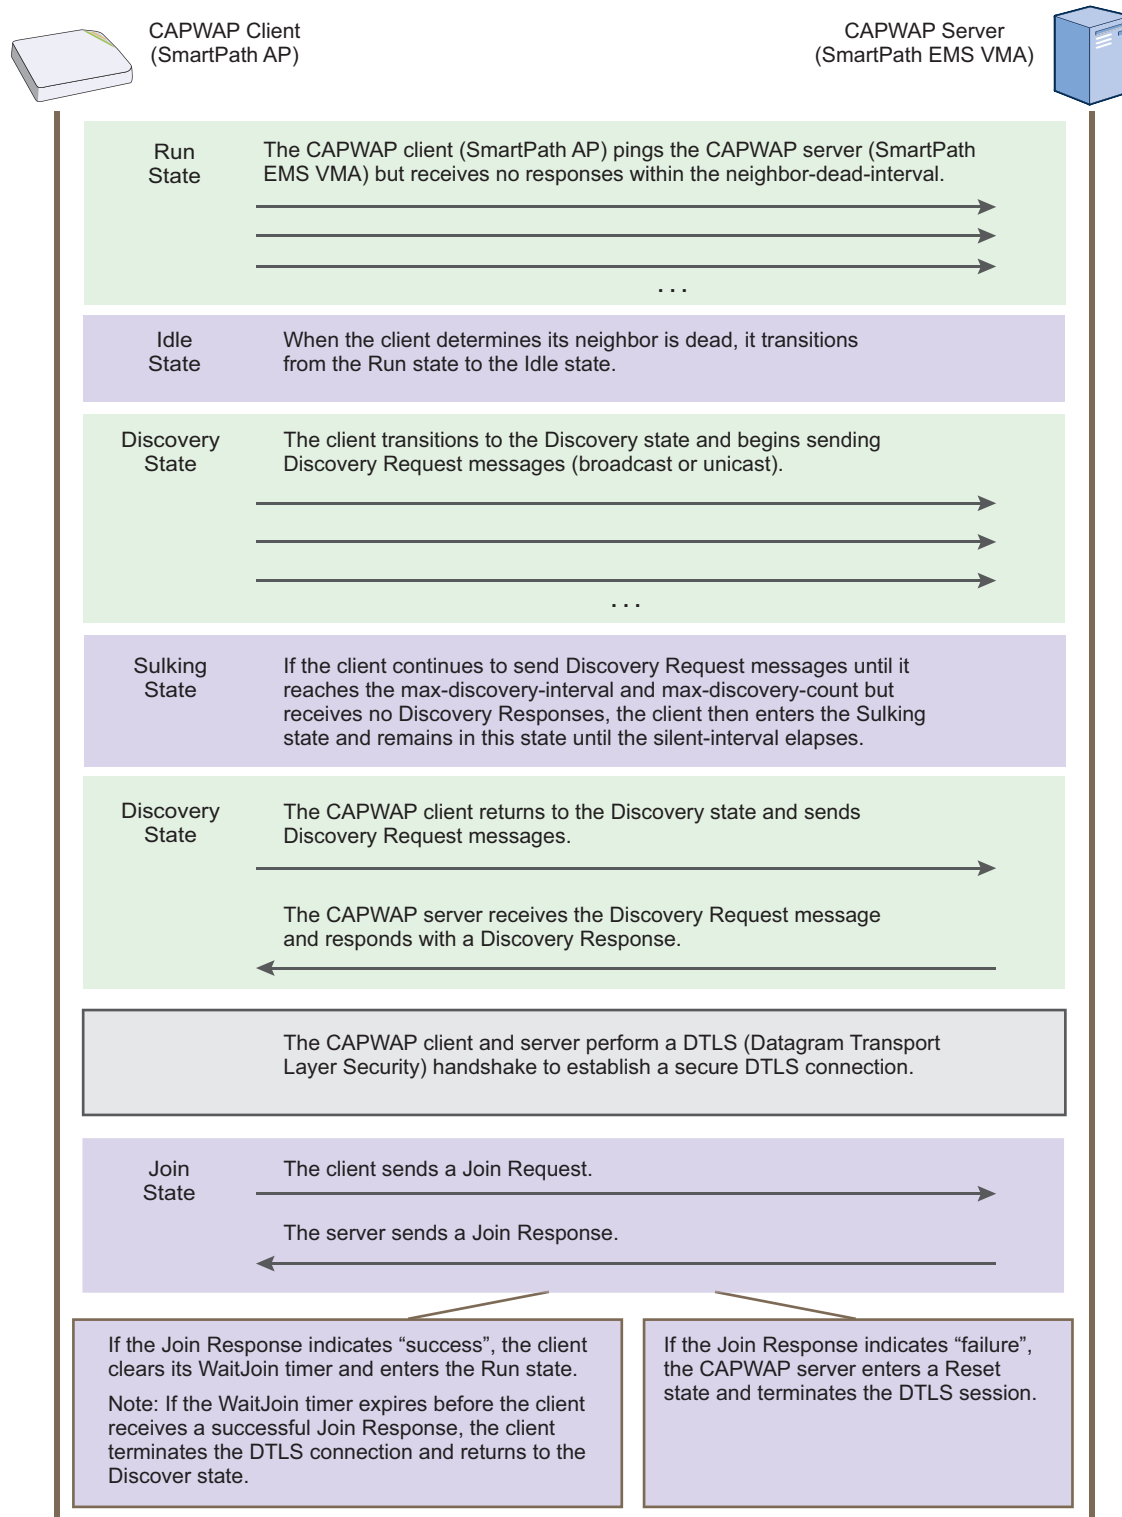 CAPWAP Client
(SmartPath AP)
CAPWAP Server
(SmartPath EMS VMA)
Run
State
The CAPWAP client (SmartPath AP) pings the CAPWAP server (SmartPath
EMS VMA) but receives no responses within the neighbor-dead-interval.
. . .
Idle
State
When the client determines its neighbor is dead, it transitions
from the Run state to the Idle state.
Discovery
State
The client transitions to the Discovery state and begins sending
Discovery Request messages (broadcast or unicast).
. . .
Sulking
State
If the client continues to send Discovery Request messages until it
reaches the max-discovery-interval and max-discovery-count but
receives no Discovery Responses, the client then enters the Sulking
state and remains in this state until the silent-interval elapses.
Discovery
State
The CAPWAP client returns to the Discovery state and sends
Discovery Request messages.
The CAPWAP server receives the Discovery Request message
and responds with a Discovery Response.
The CAPWAP client and server perform a DTLS (Datagram Transport
Layer Security) handshake to establish a secure DTLS connection.
Join
State
The client sends a Join Request.
The server sends a Join Response.
If the Join Response indicates “success”, the client
clears its WaitJoin timer and enters the Run state.
Note: If the WaitJoin timer expires before the client
receives a successful Join Response, the client
terminates the DTLS connection and returns to the
Discover state.
If the Join Response indicates “failure”,
the CAPWAP server enters a Reset
state and terminates the DTLS session.